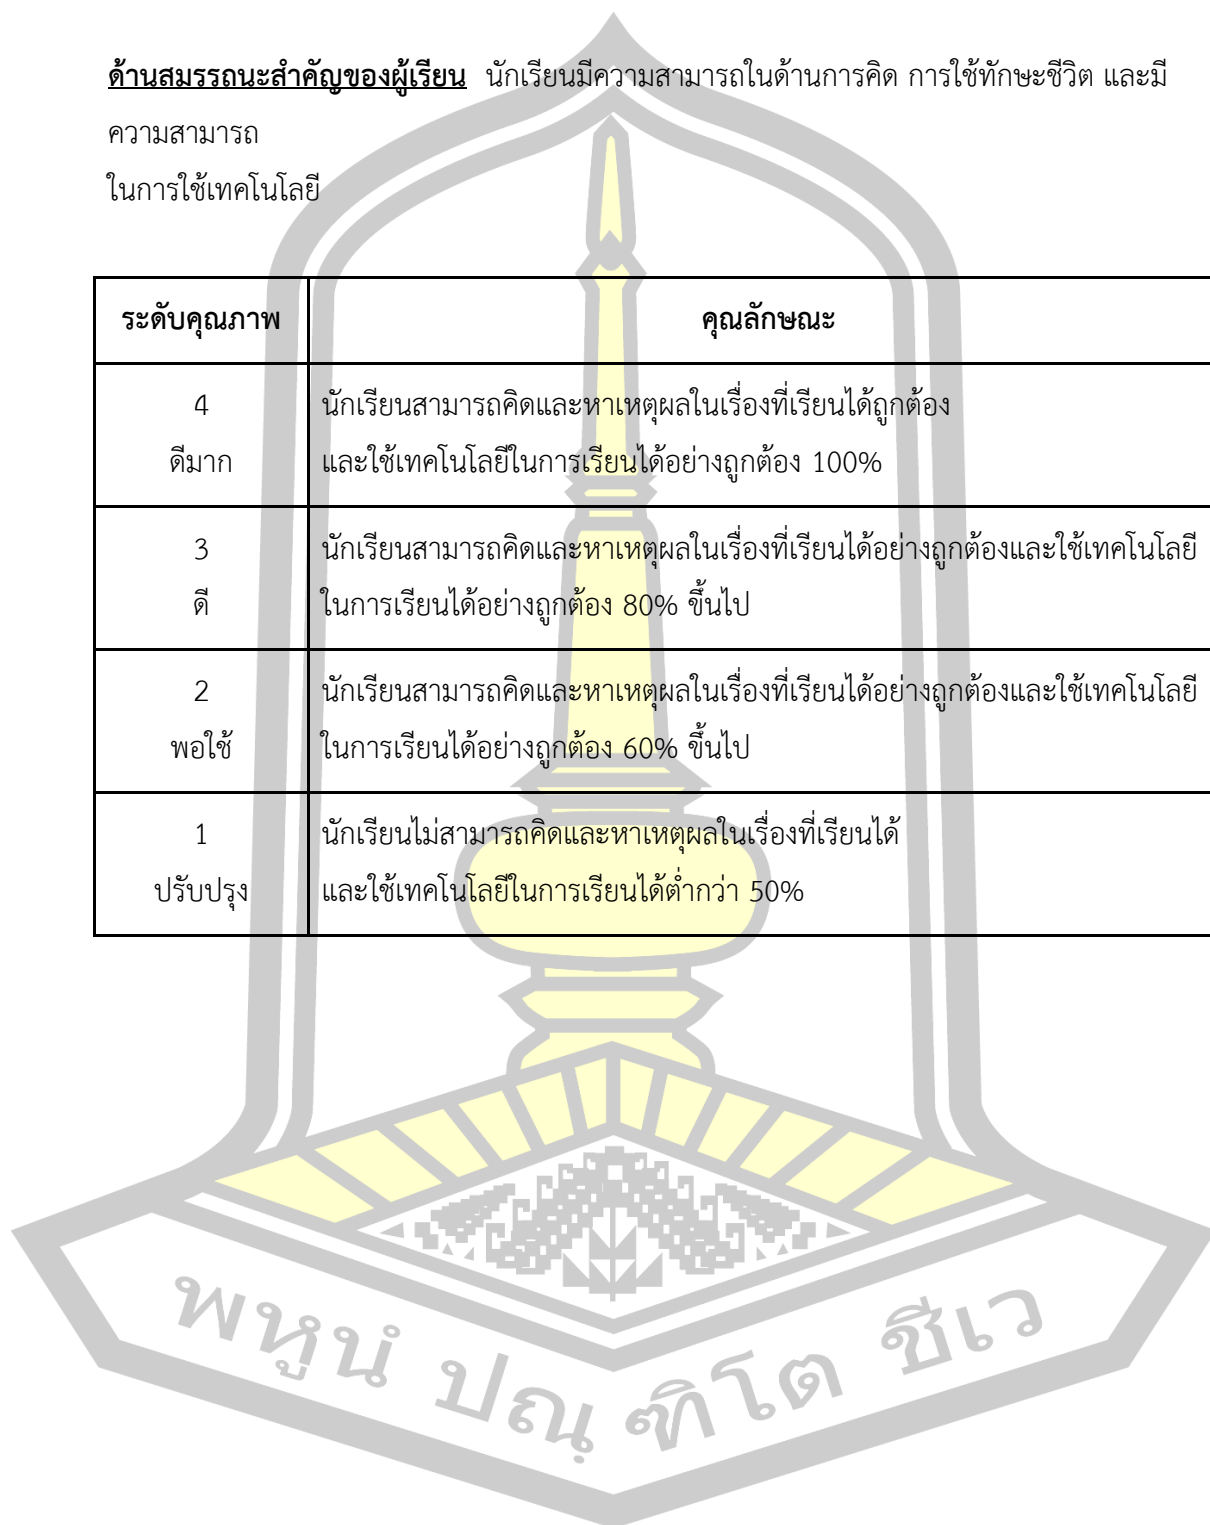 ด้านสมรรถนะสำคัญของผู้เรียน นักเรียนมีความสามารถในด้านการคิด การใช้ทักษะชีวิต และมี
ความสามารถ
ในการใช้เทคโนโลยี
ระดับคุณภาพ คุณลักษณะ
4 นักเรียนสามารถคิดและหาเหตุผลในเรื่องที่เรียนได้ถูกต้อง
ดีมาก และใช้เทคโนโลยีในการเรียนได้อย่างถูกต้อง 100%
3 นักเรียนสามารถคิดและหาเหตุผลในเรื่องที่เรียนได้อย่างถูกต้องและใช้เทคโนโลยี
ดี ในการเรียนได้อย่างถูกต้อง 80% ขึ้นไป
2 นักเรียนสามารถคิดและหาเหตุผลในเรื่องที่เรียนได้อย่างถูกต้องและใช้เทคโนโลยี
พอใช้ ในการเรียนได้อย่างถูกต้อง 60% ขึ้นไป
1 นักเรียนไม่สามารถคิดและหาเหตุผลในเรื่องที่เรียนได้
ปรับปรุง และใช้เทคโนโลยีในการเรียนได้ต่ำกว่า 50%
พหูนํ ปณฺฑิโต ชีเว